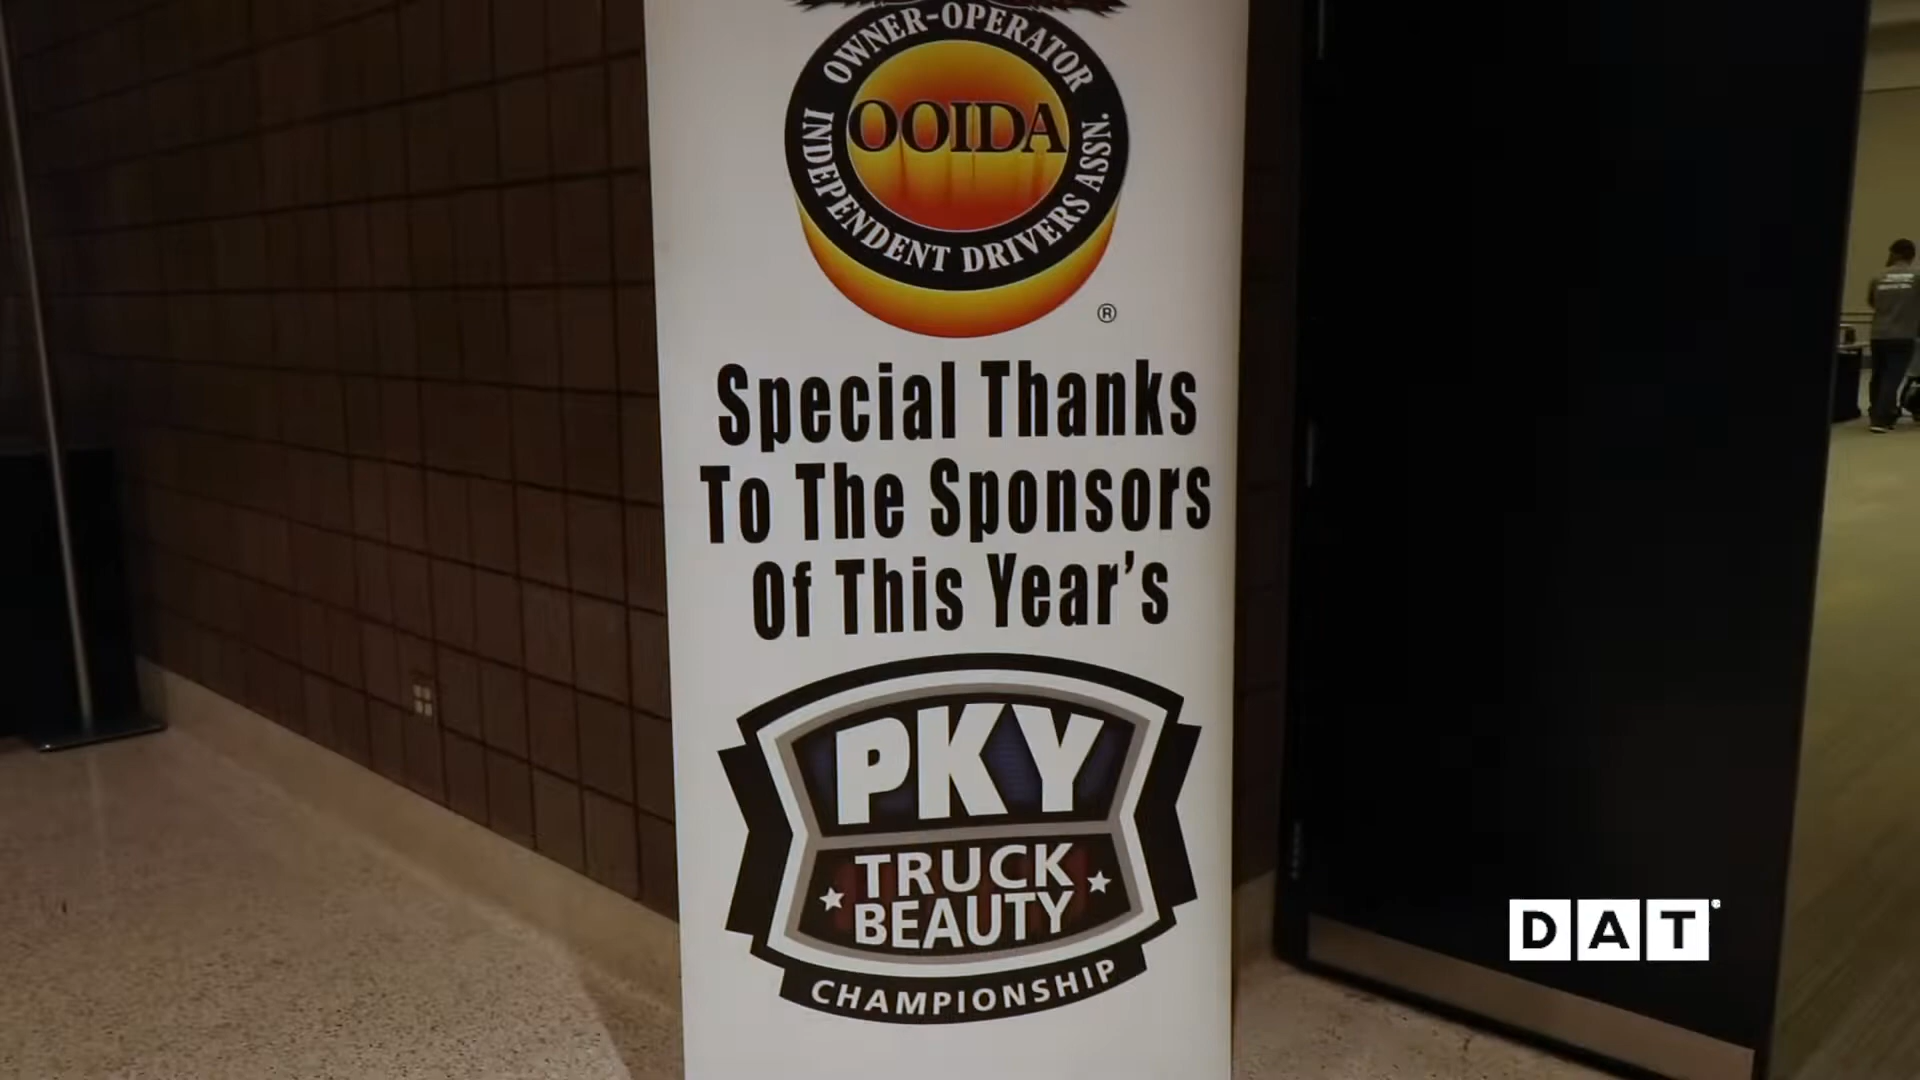 OWNER-OPERATOR
OOIDA
INDEPENDENT DRIVERS ASSN.
®
Special Thanks
To The Sponsors
Of This Year's
PKY
TRUCK
BEAUTY
CHAMPIONSHIP
DAT